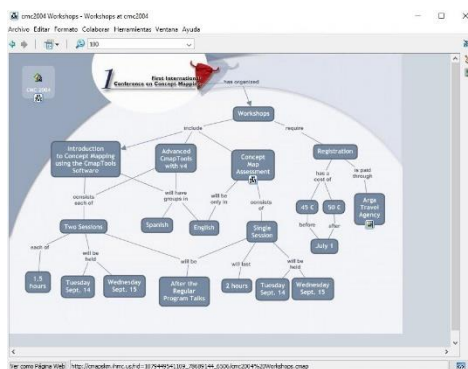 cmc2004 Workshops - Workshops at cmc2004
Archivo Editar Formato Colaborar Herramientas Ventana Ayuda
100
CMC 2004
1 First International
Conference on Concept Mapping
has organized
Workshops
include
require
Introduction
to Concept Mapping
using the CmapTools
Software
Advanced
CmapTools
with v4
Concept
Map
Assessment
Registration
has a
cost of
is paid
through
consists
each of
will have
groups in
will be
only in
consists
of
45 €
50 €
Arga
Travel
Agency
before
after
Two Sessions
Spanish
English
Single
Session
July 1
each of
will be
held
will be
will last
will be
held
1.5
hours
Tuesday
Sept. 14
Wednesday
Sept. 15
After the
Regular
Program Talks
2 hours
Tuesday
Sept. 14
Wednesday
Sept. 15
Ver como Página Web